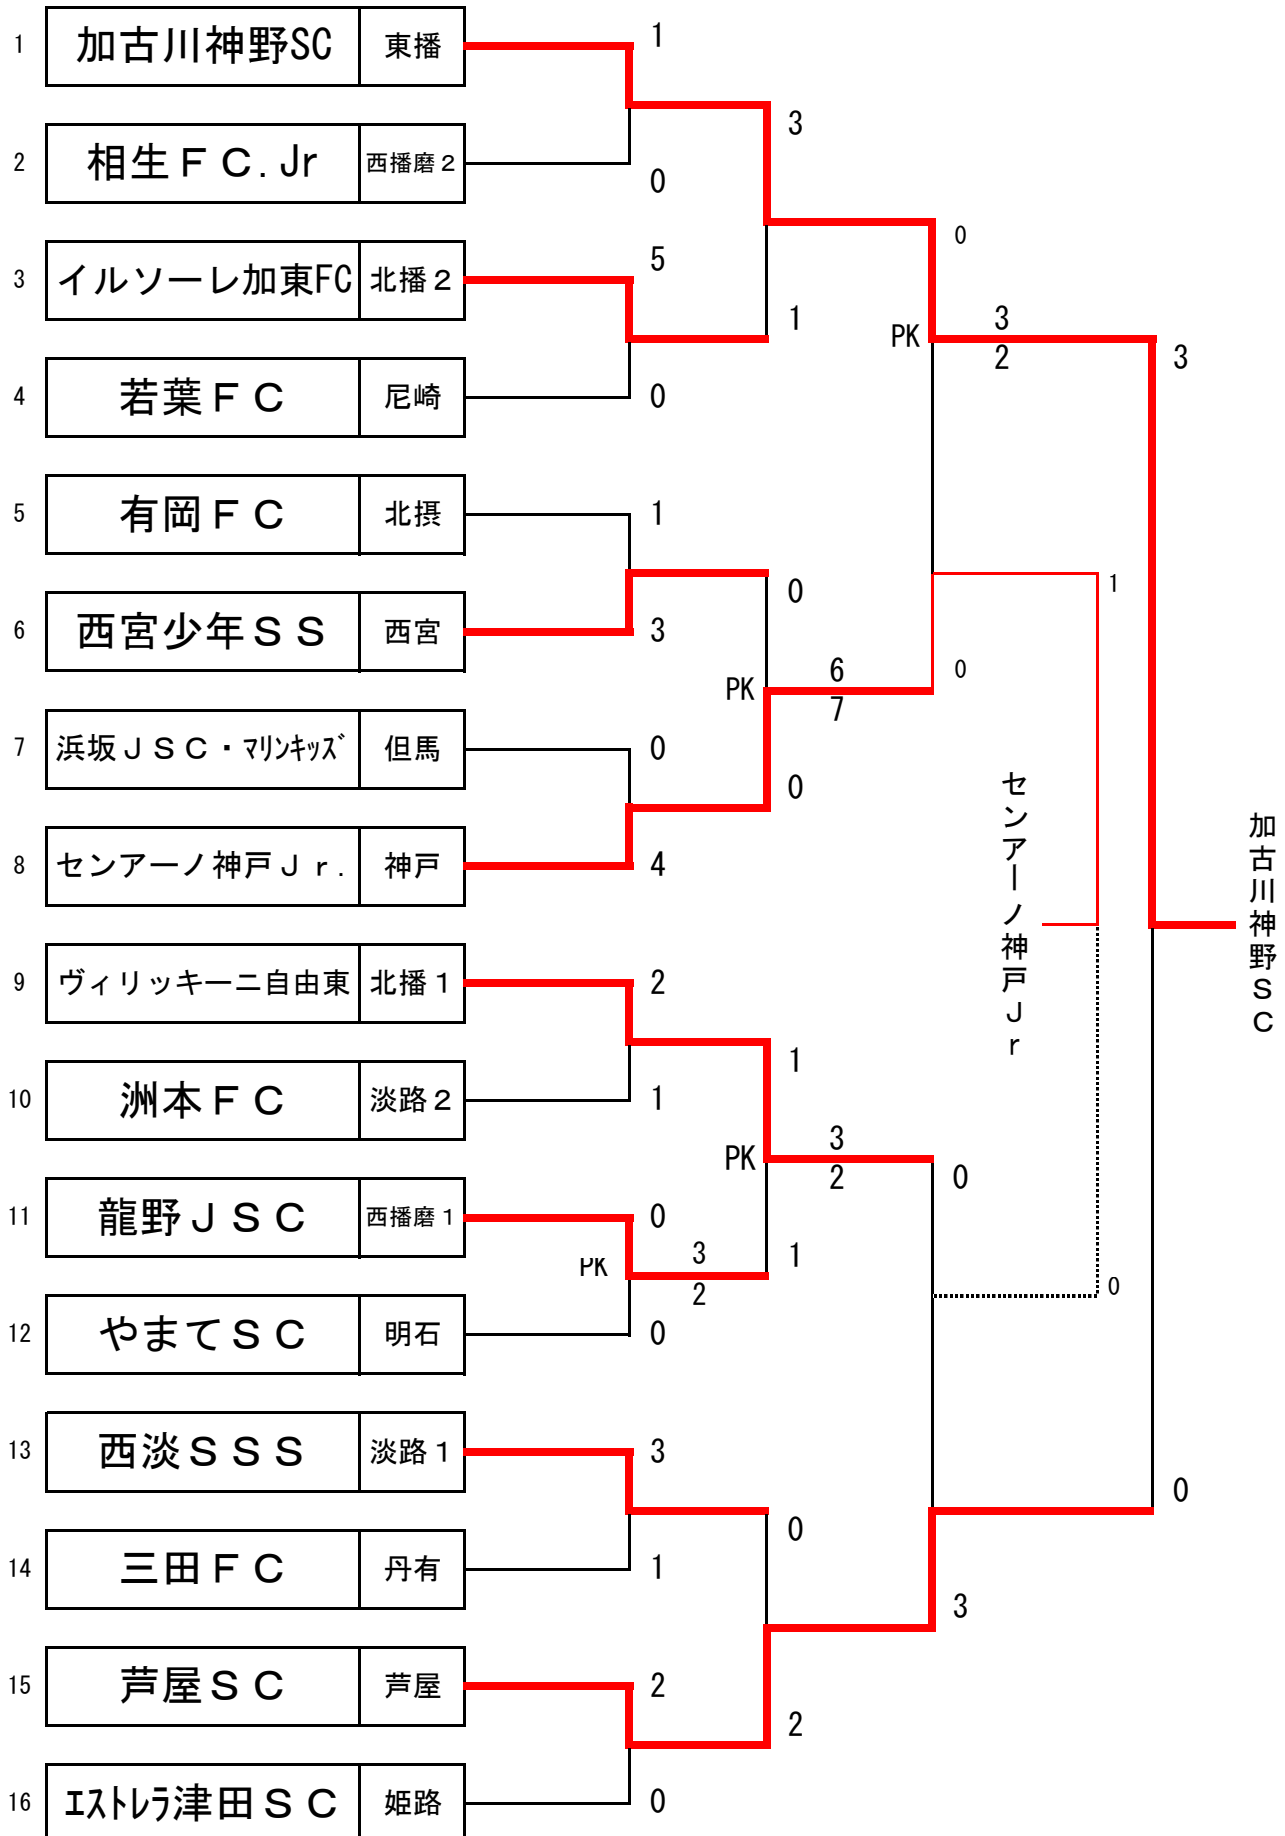 1 加古川神野SC 東播 1
3
2 相生ＦＣ.Jr 西播磨２ 0
0
3 イルソーレ加東FC 北播２ 5
1
PK 3
2
3
4 若葉ＦＣ 尼崎 0
5 有岡ＦＣ 北摂 1
0
1
6 西宮少年ＳＳ 西宮 3
PK 6
7
0
7 浜坂ＪＳＣ・ﾏﾘﾝｷｯｽﾞ 但馬 0
0
8 センアーノ神戸Ｊｒ. 神戸 4
センアーノ神戸Ｊｒ
加古川神野ＳＣ
9 ヴィリッキーニ自由東 北播１ 2
1
10 洲本ＦＣ 淡路２ 1
PK 3
2
0
11 龍野ＪＳＣ 西播磨１ 0
PK 3
2
1
0
12 やまてＳＣ 明石 0
13 西淡ＳＳＳ 淡路１ 3
0
0
14 三田ＦＣ 丹有 1
3
15 芦屋ＳＣ 芦屋 2
2
16 ｴｽﾄﾚﾗ津田ＳＣ 姫路 0